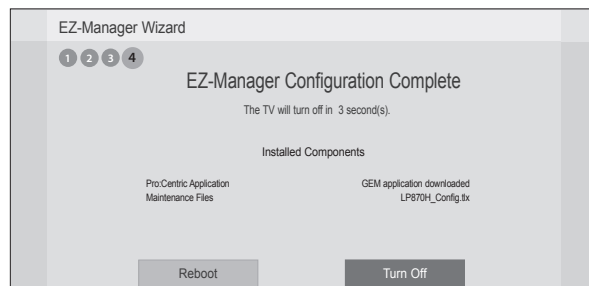 EZ-Manager Wizard
1 2 3 4
EZ-Manager Configuration Complete
The TV will turn off in 3 second(s).
Installed Components
Pro:Centric Application GEM application downloaded
Maintenance Files LP870H_Config.tlx
Reboot Turn Off